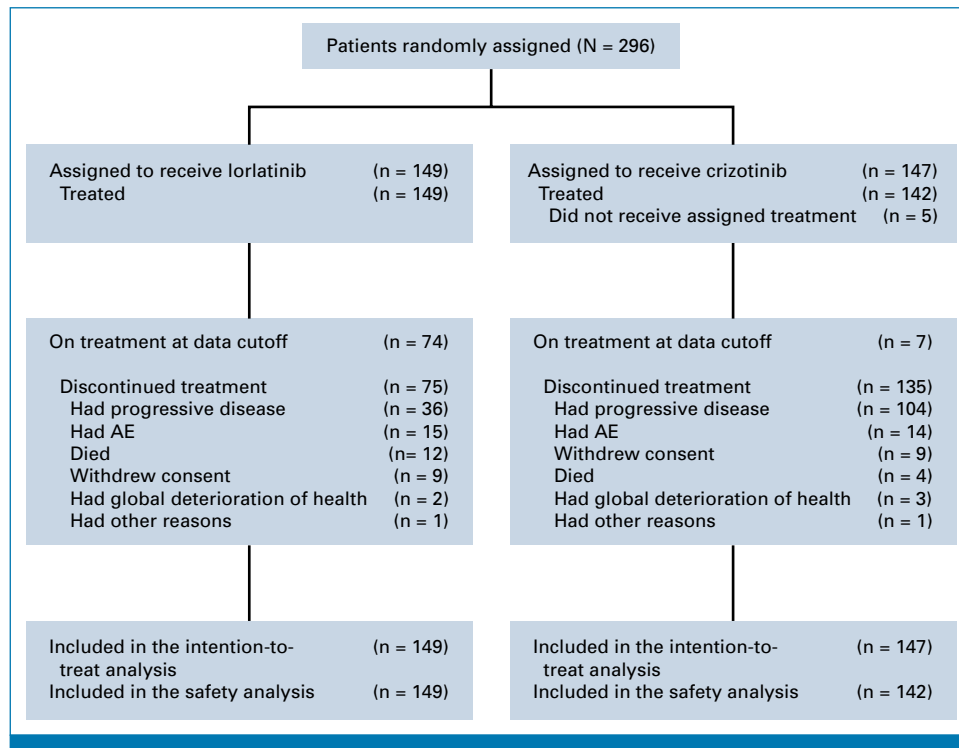 Patients randomly assigned (N = 296)
Assigned to receive lorlatinib (n = 149)
Treated (n = 149)
Assigned to receive crizotinib (n = 147)
Treated (n = 142)
Did not receive assigned treatment (n = 5)
On treatment at data cutoff (n = 74)
Discontinued treatment (n = 75)
Had progressive disease (n = 36)
Had AE (n = 15)
Died (n= 12)
Withdrew consent (n = 9)
Had global deterioration of health (n = 2)
Had other reasons (n = 1)
On treatment at data cutoff (n = 7)
Discontinued treatment (n = 135)
Had progressive disease (n = 104)
Had AE (n = 14)
Withdrew consent (n = 9)
Died (n = 4)
Had global deterioration of health (n = 3)
Had other reasons (n = 1)
Included in the intention-to- (n = 149)
treat analysis
Included in the safety analysis (n = 149)
Included in the intention-to- (n = 147)
treat analysis
Included in the safety analysis (n = 142)